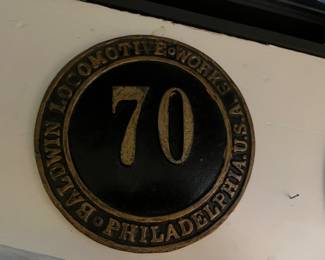 BALDWIN LOCOMOTIVE WORKS
70
PHILADELPHIA.U.S.A.